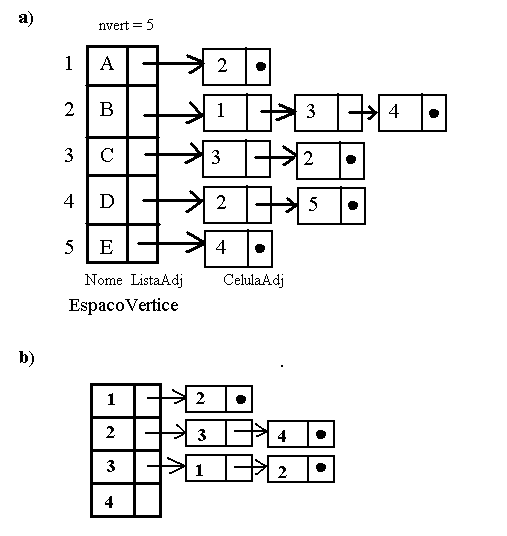 a)
nvert = 5
1 A 2
2 B 1 3 4
3 C 3 2
4 D 2 5
5 E 4
Nome ListaAdj CelulaAdj
EspacoVertice
b)
1 2
2 3 4
3 1 2
4